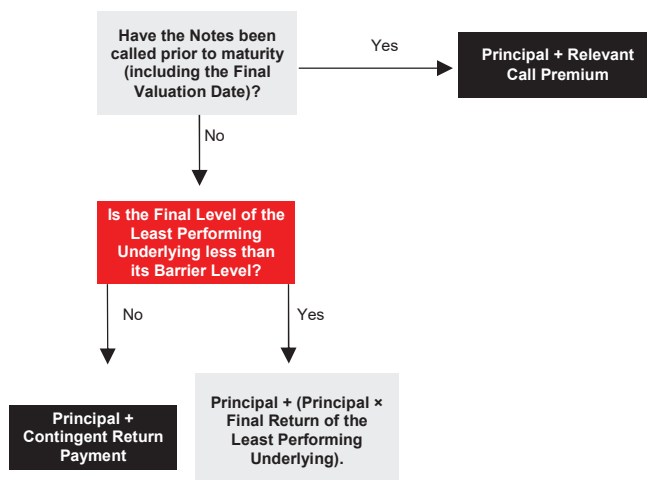 Have the Notes been
called prior to maturity
(including the Final
Valuation Date)?
Yes
Principal + Relevant
Call Premium
No
Is the Final Level of the
Least Performing
Underlying less than
its Barrier Level?
No
Yes
Principal +
Contingent Return
Payment
Principal + (Principal ×
Final Return of the
Least Performing
Underlying).